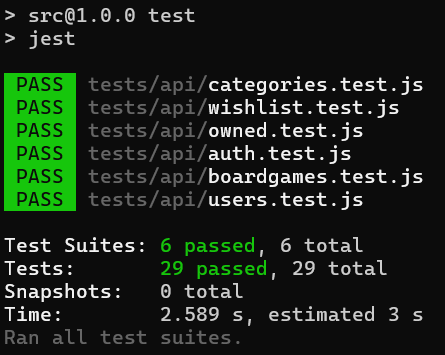 > src@1.0.0 test
> jest
PASS tests/api/categories.test.js
PASS tests/api/wishlist.test.js
PASS tests/api/owned.test.js
PASS tests/api/auth.test.js
PASS tests/api/boardgames.test.js
PASS tests/api/users.test.js
Test Suites: 6 passed, 6 total
Tests: 29 passed, 29 total
Snapshots: 0 total
Time: 2.589 s, estimated 3 s
Ran all test suites.